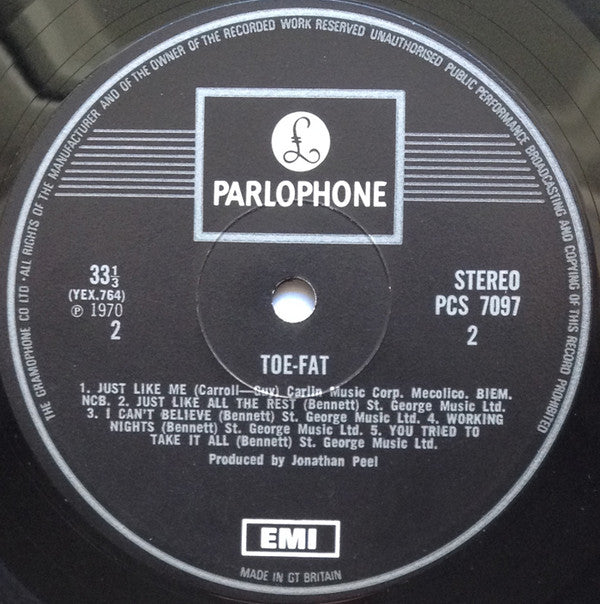 THE GRAMOPHONE CO LTD · ALL RIGHTS OF THE MANUFACTURER AND OF THE OWNER OF THE RECORDED WORK RESERVED UNAUTHORISED PUBLIC PERFORMANCE BROADCASTING AND COPYING OF THIS RECORD PROHIBITED
£
PARLOPHONE
33⅓
(YEX.764)
℗ 1970
2
STEREO
PCS 7097
2
TOE-FAT
1. JUST LIKE ME (Carroll—Guy) Carlin Music Corp. Mecolico. BIEM.
NCB. 2. JUST LIKE ALL THE REST (Bennett) St. George Music Ltd.
3. I CAN'T BELIEVE (Bennett) St. George Music Ltd. 4. WORKING
NIGHTS (Bennett) St. George Music Ltd. 5. YOU TRIED TO
TAKE IT ALL (Bennett) St. George Music Ltd.
Produced by Jonathan Peel
EMI
MADE IN GT BRITAIN